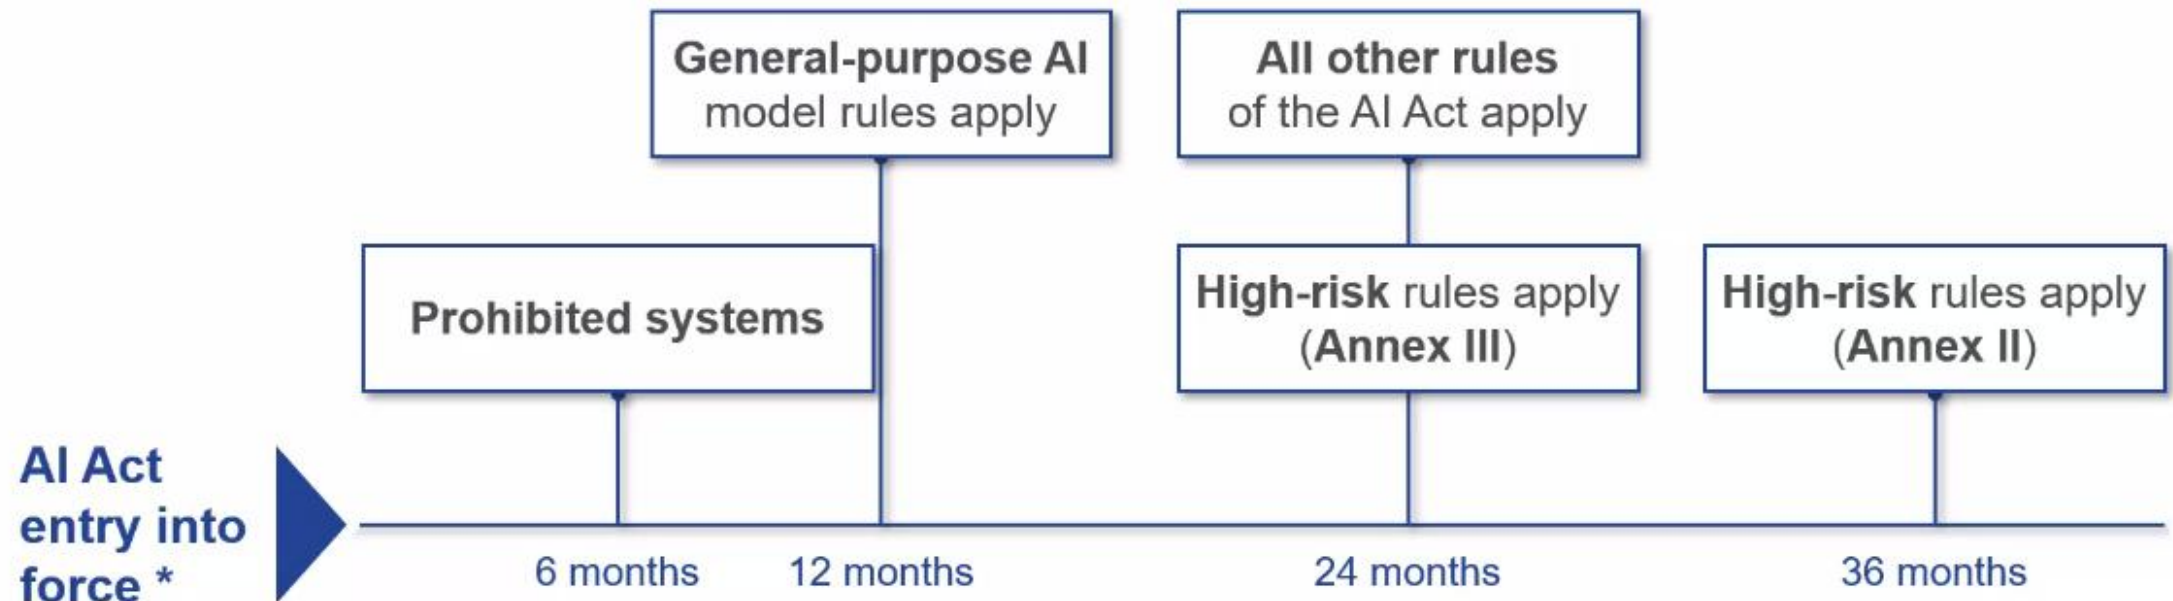 General-purpose AI
model rules apply
All other rules
of the AI Act apply
Prohibited systems
High-risk rules apply
(Annex III)
High-risk rules apply
(Annex II)
AI Act
entry into
force *
6 months
12 months
24 months
36 months